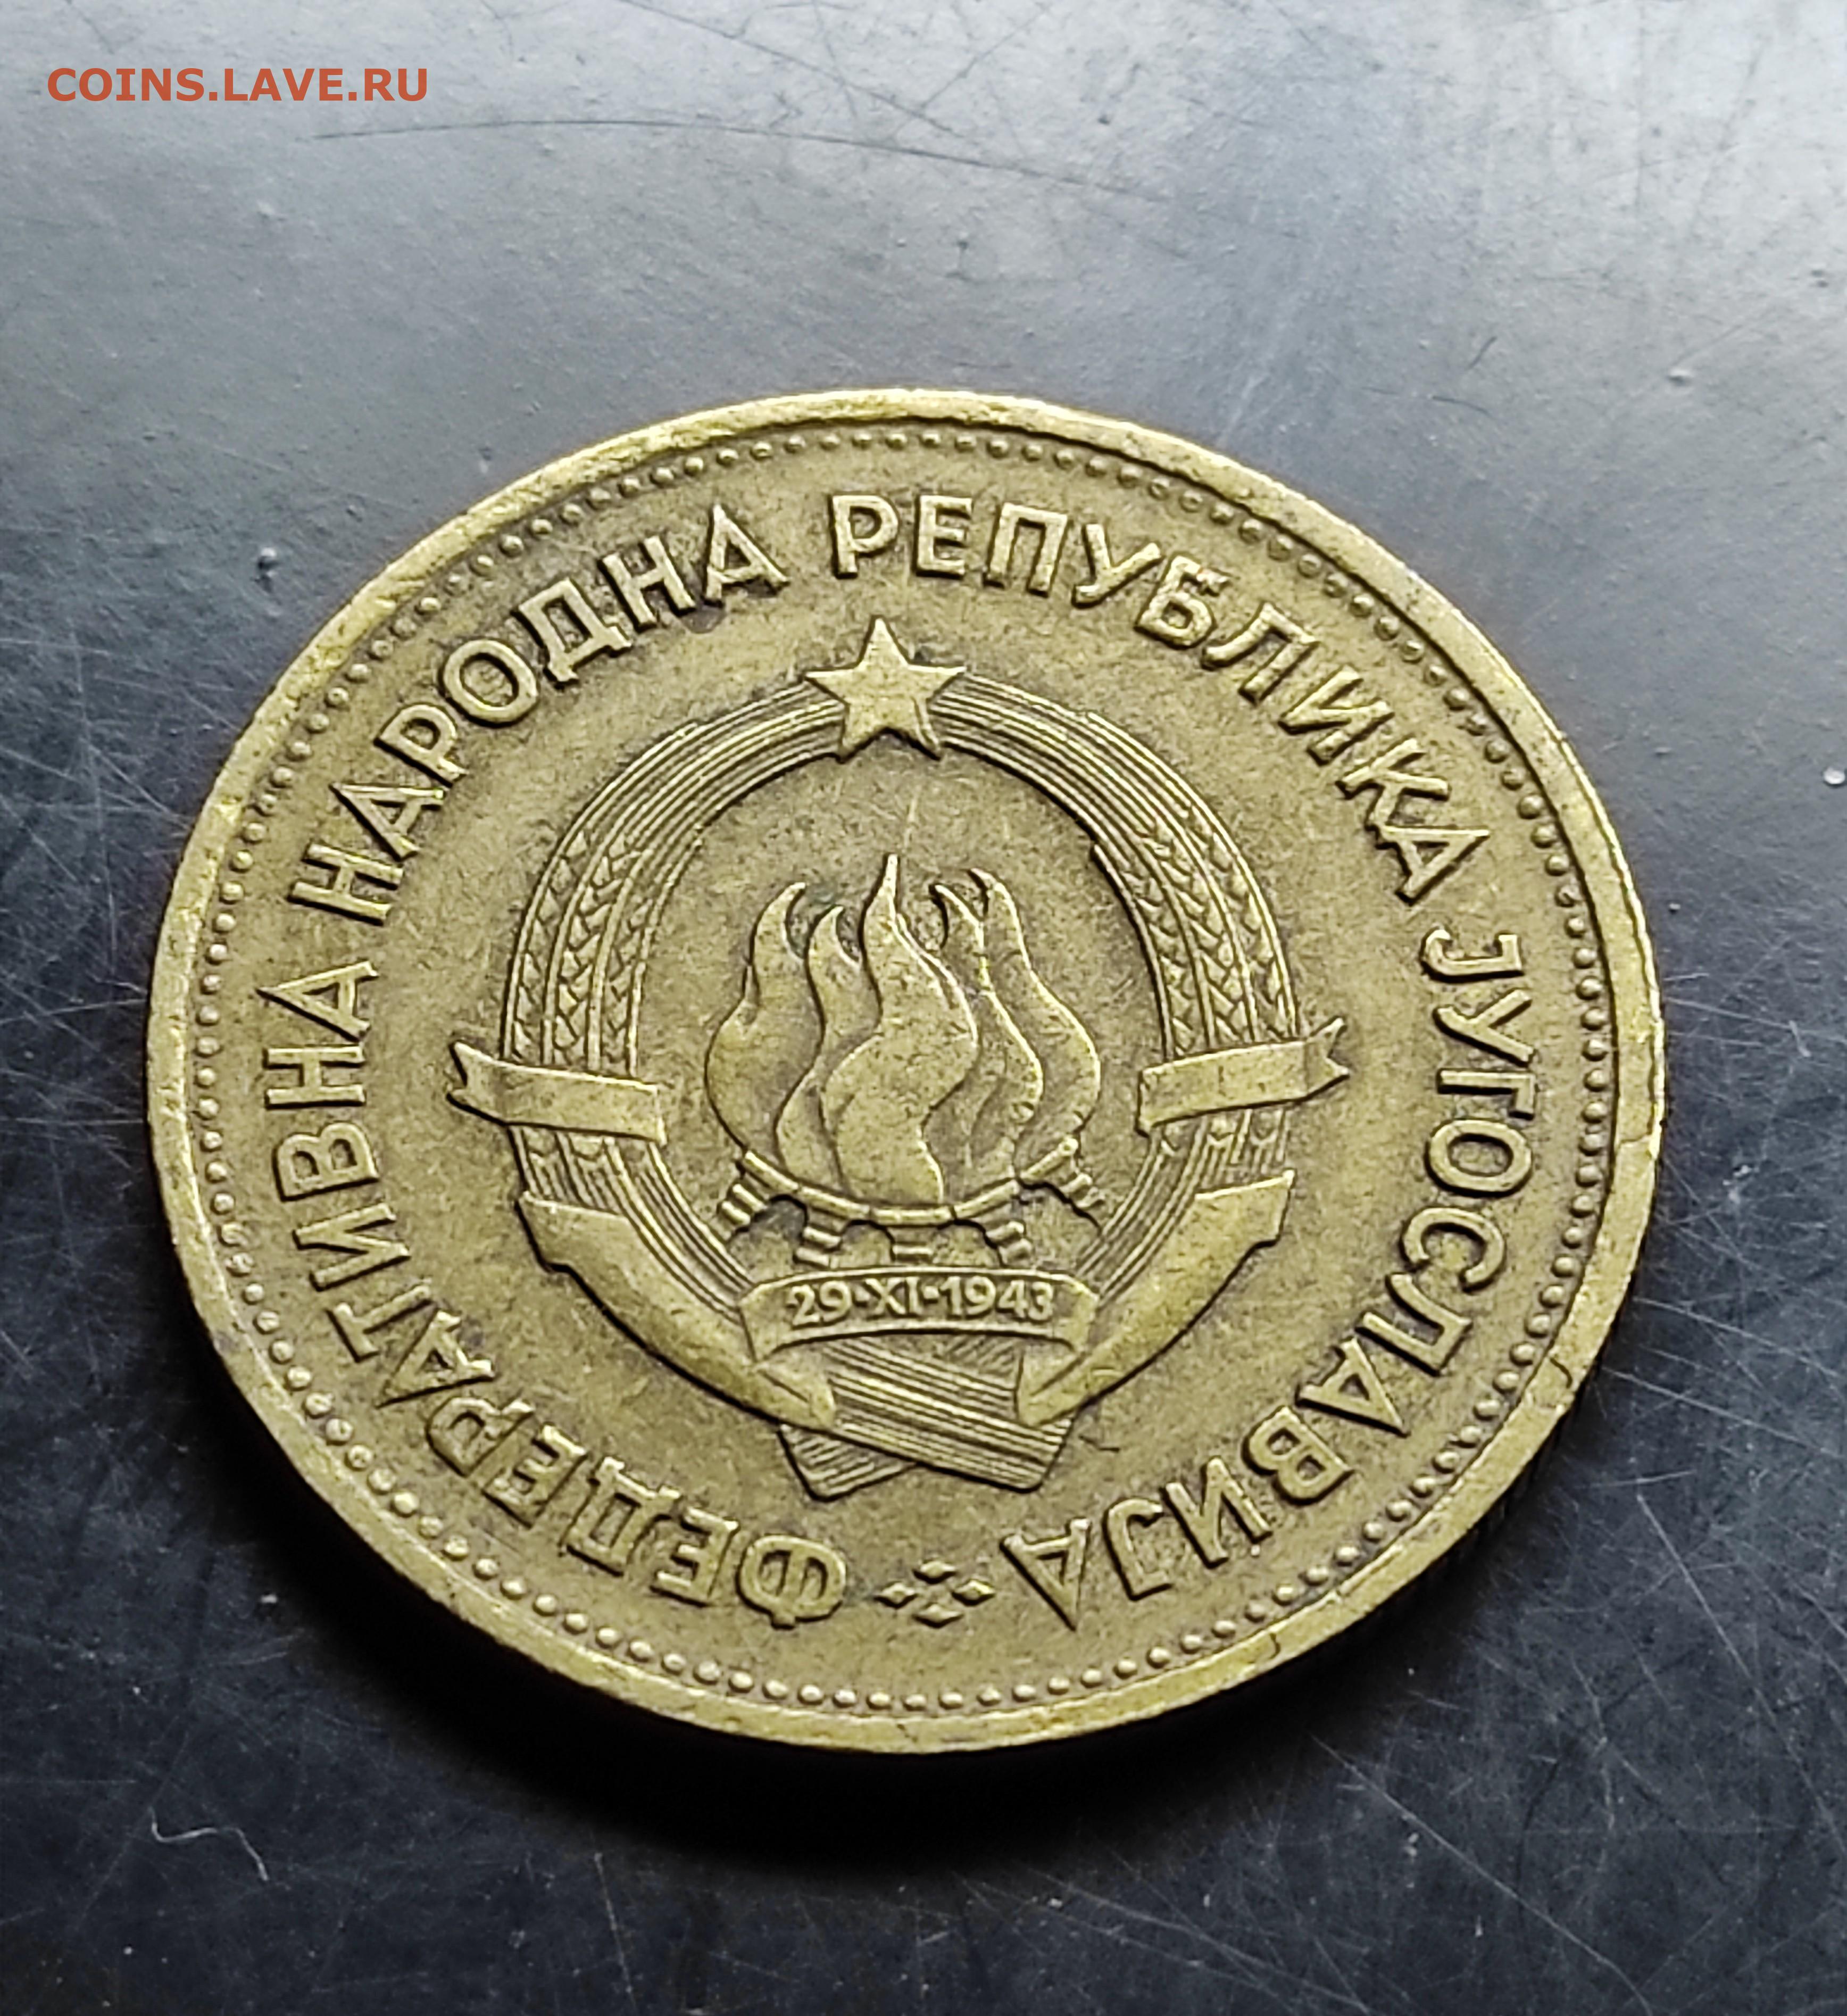 COINS.LAVE.RU
ФЕДЕРАТИВНА НАРОДНА РЕПУБЛИКА ЈУГОСЛАВИЈА
29·XI·1943